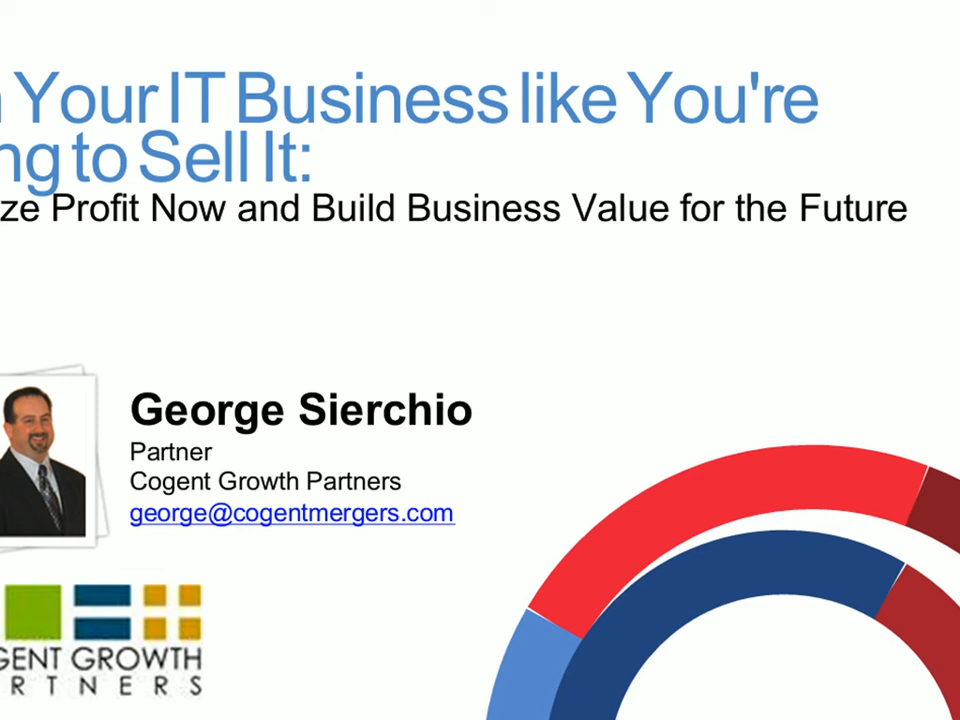 Your IT Business like You're
ng to Sell It:
ze Profit Now and Build Business Value for the Future
George Sierchio
Partner
Cogent Growth Partners
george@cogentmergers.com
GENT GROWTH
RTNERS